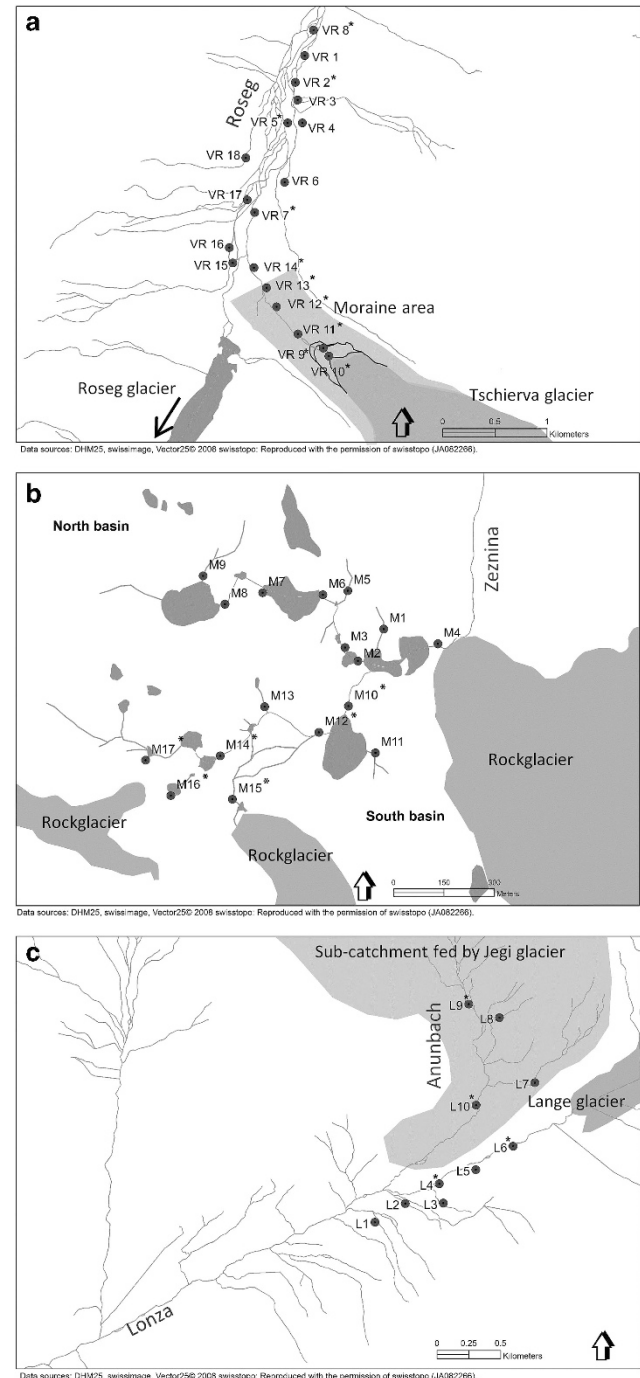 a
VR 8*
VR 1
VR 2*
VR 3
Roseg
VR 5*
VR 4
VR 18
VR 6
VR 17
VR 7*
VR 16
VR 15
VR 14*
VR 13*
VR 12*
Moraine area
VR 11*
VR 9*
VR 10*
Roseg glacier
Tschierva glacier
0 0.5 1
Kilometers
Data sources: DHM25, swissimage, Vector25© 2008 swisstopo: Reproduced with the permission of swisstopo (JA082266).
b
North basin
Zeznina
M9
M8
M7
M6
M5
M1
M3
M2
M4
M13
M10*
M12*
M17*
M14*
M11
M16*
M15*
Rockglacier
Rockglacier
South basin
Rockglacier
0 150 300
Meters
Data sources: DHM25, swissimage, Vector25© 2008 swisstopo: Reproduced with the permission of swisstopo (JA082266).
c
Sub-catchment fed by Jegi glacier
L9*
L8
Anunbach
L7
L10*
Lange glacier
L6*
L5
L4*
L2
L3
L1
Lonza
0 0.25 0.5
Kilometers
Data sources: DHM25, swissimage, Vector25© 2008 swisstopo: Reproduced with the permission of swisstopo (JA082266)